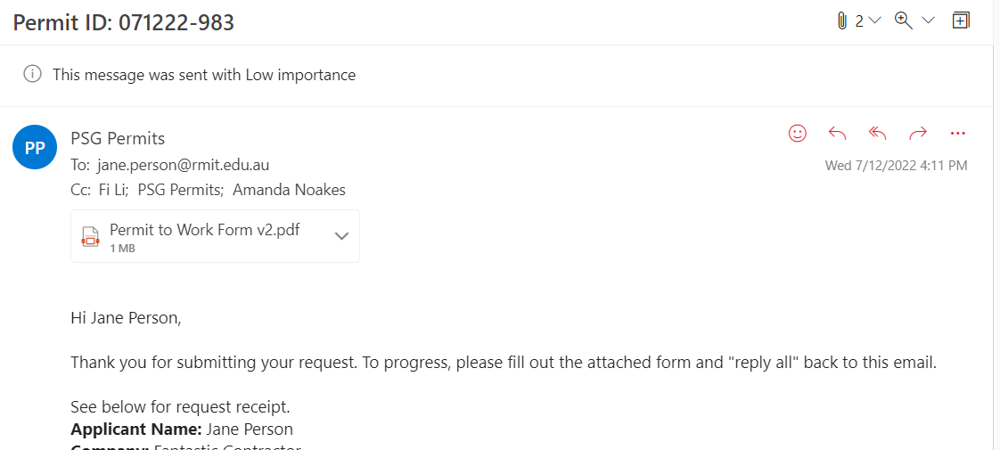 Permit ID: 071222-983
2
This message was sent with Low importance
PP
PSG Permits
To: jane.person@rmit.edu.au
Wed 7/12/2022 4:11 PM
Cc: Fi Li; PSG Permits; Amanda Noakes
Permit to Work Form v2.pdf
1 MB
Hi Jane Person,
Thank you for submitting your request. To progress, please fill out the attached form and "reply all" back to this email.
See below for request receipt.
Applicant Name: Jane Person
Company: Fantastic Contractor